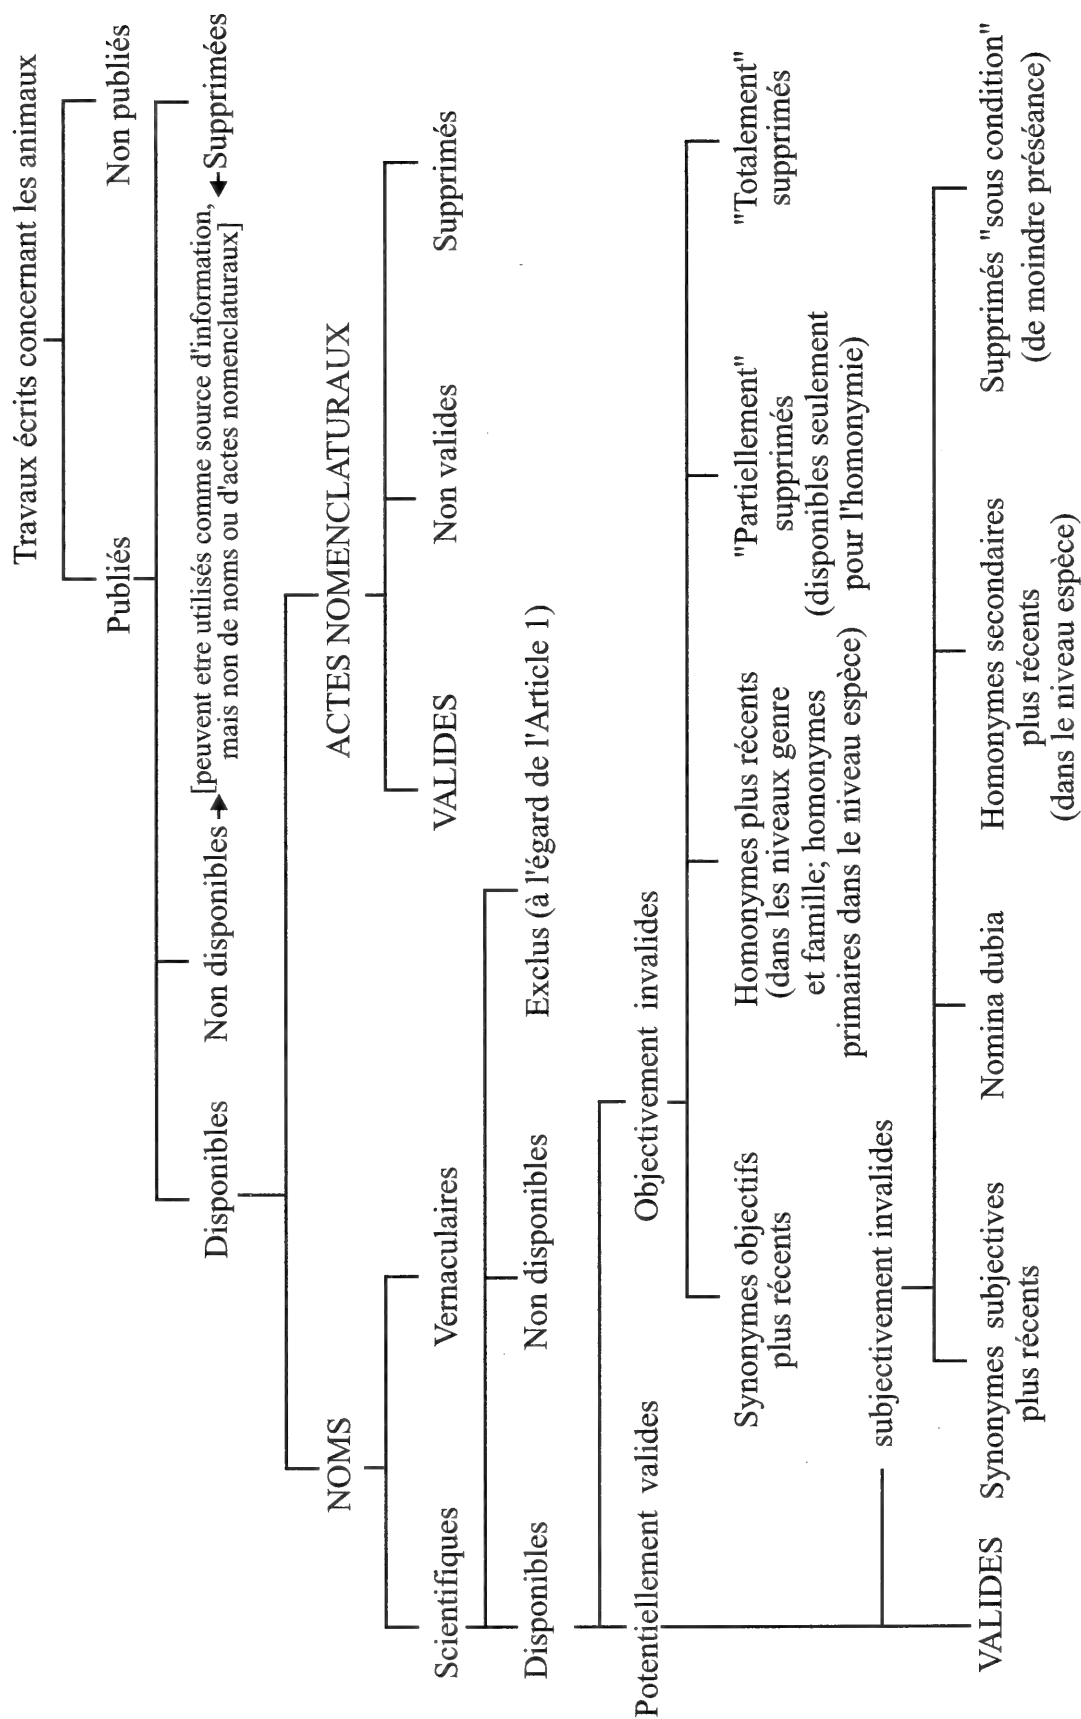 Travaux écrits concernant les animaux
Publiés
Non publiés
Disponibles
Non disponibles
[peuvent etre utilisés comme source d'information,
mais non de noms ou d'actes nomenclaturaux]
Supprimées
NOMS
ACTES NOMENCLATURAUX
Scientifiques
Vernaculaires
VALIDES
Non valides
Supprimés
Disponibles
Non disponibles
Exclus (à l'égard de l'Article 1)
Potentiellement valides
Objectivement invalides
Synonymes objectifs
plus récents
Homonymes plus récents
(dans les niveaux genre
et famille; homonymes
primaires dans le niveau espèce)
"Partiellement"
supprimés
(disponibles seulement
pour l'homonymie)
"Totalement"
supprimés
subjectivement invalides
VALIDES
Synonymes subjectives
plus récents
Nomina dubia
Homonymes secondaires
plus récents
(dans le niveau espèce)
Supprimés "sous condition"
(de moindre préséance)